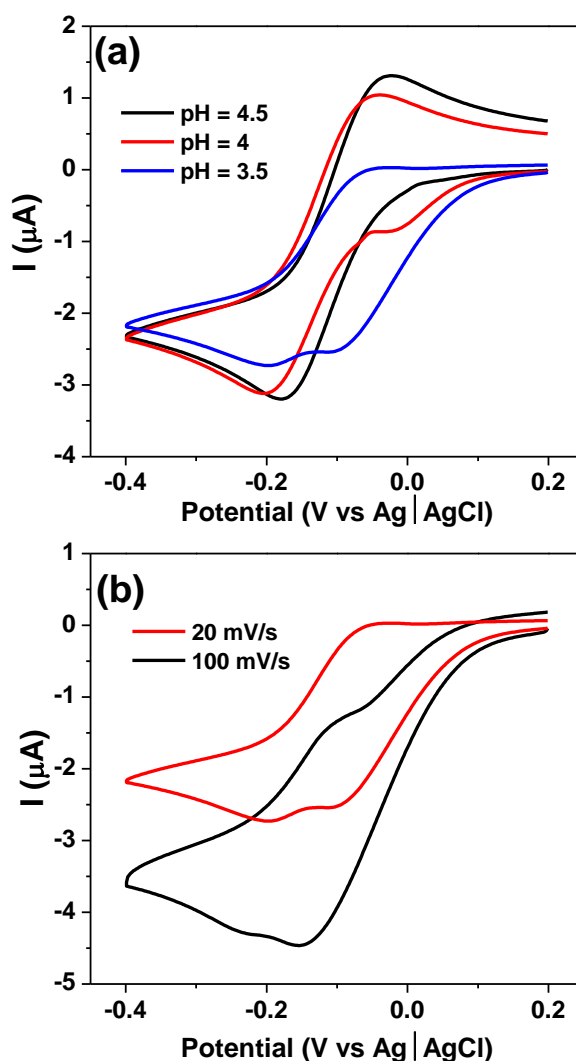 (a)
2
1
0
-1
-2
-3
-4
I (μA)
pH = 4.5
pH = 4
pH = 3.5
-0.4
-0.2
0.0
0.2
Potential (V vs Ag|AgCl)
(b)
1
0
-1
-2
-3
-4
-5
I (μA)
20 mV/s
100 mV/s
-0.4
-0.2
0.0
0.2
Potential (V vs Ag|AgCl)